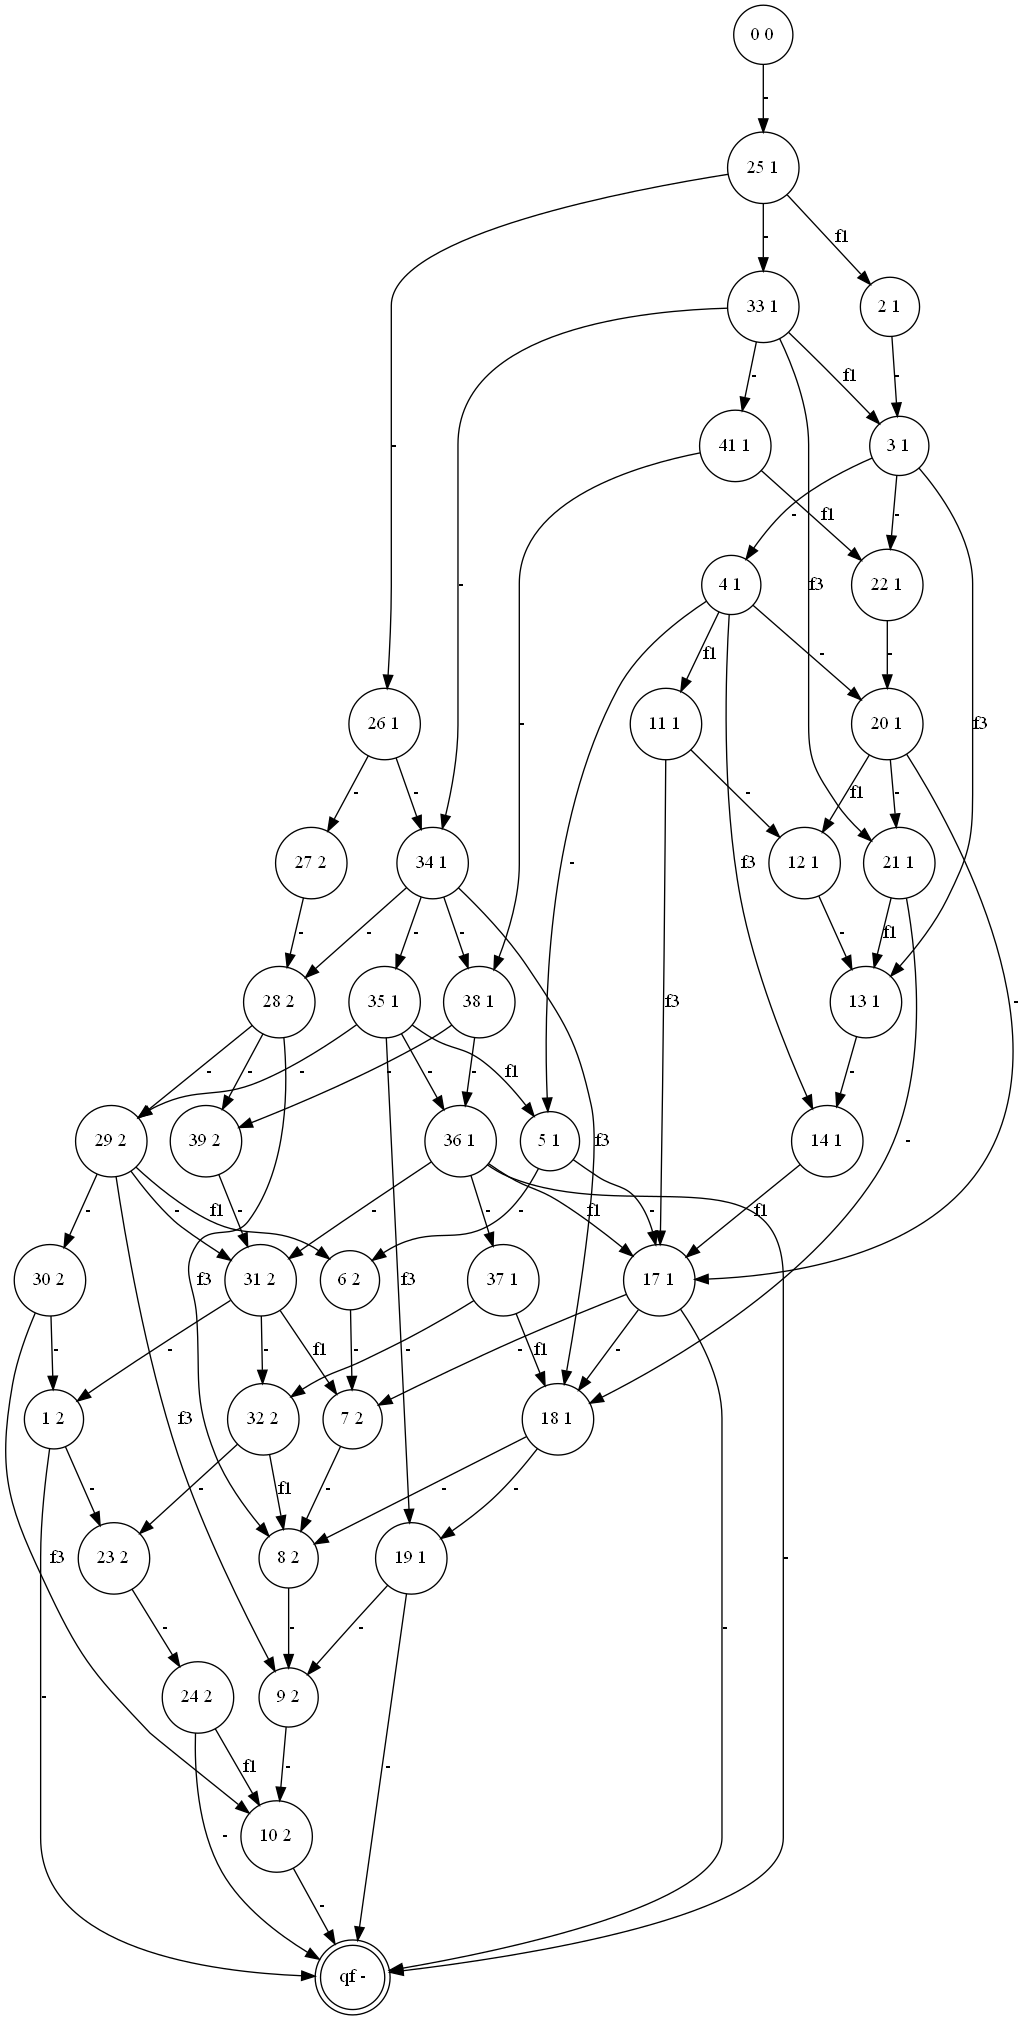 0 0
-
25 1
- f1
33 1
2 1
- f1 -
41 1
3 1
- - f1 -
4 1
22 1
- f3
- f1 - -
26 1
11 1
20 1
- f3
- - - f1 -
27 2
34 1
12 1
21 1
- f3
- - - - - f1
28 2
35 1
38 1
13 1
f3 -
- - - - - f1 -
29 2
39 2
36 1
5 1
14 1
f3 -
- - f1 - - - - f1 - f1
30 2
31 2
6 2
37 1
17 1
f3 f3
- - - f1 - - f1 - -
1 2
32 2
7 2
18 1
f3
- - f1 - - -
23 2
8 2
19 1
f3 -
- - -
24 2
9 2
- -
f1 - -
10 2
- -
qf -